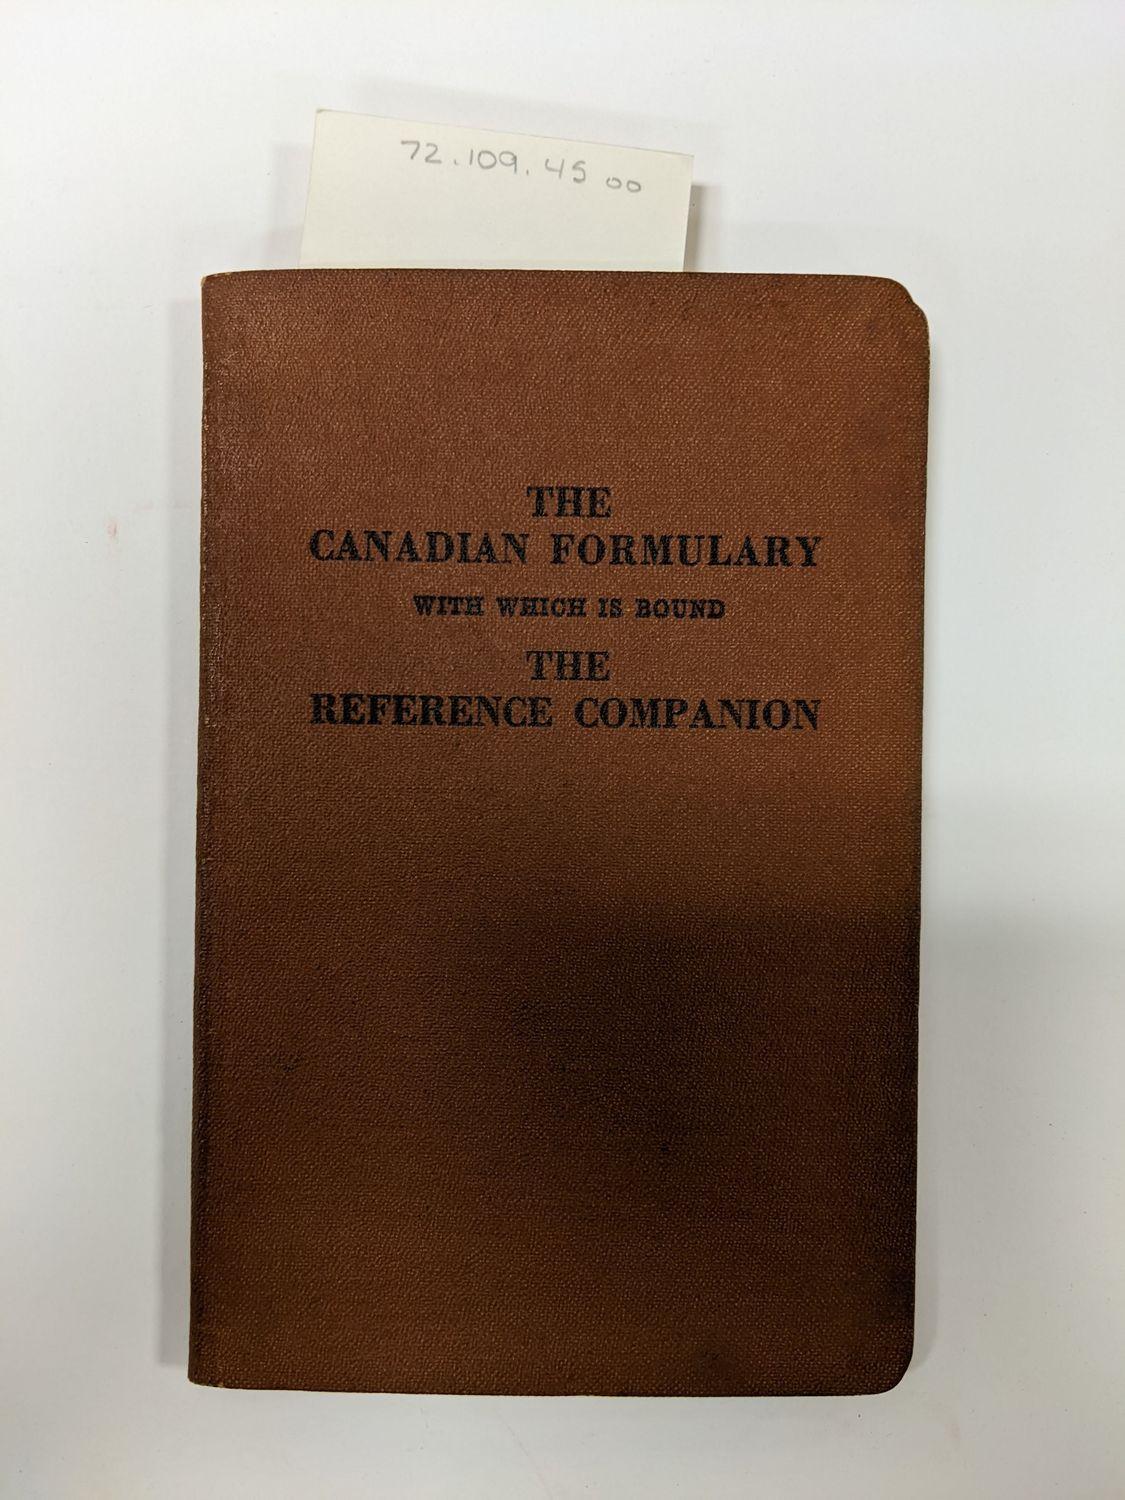 72.109.45 00
THE
CANADIAN FORMULARY
WITH WHICH IS BOUND
THE
REFERENCE COMPANION